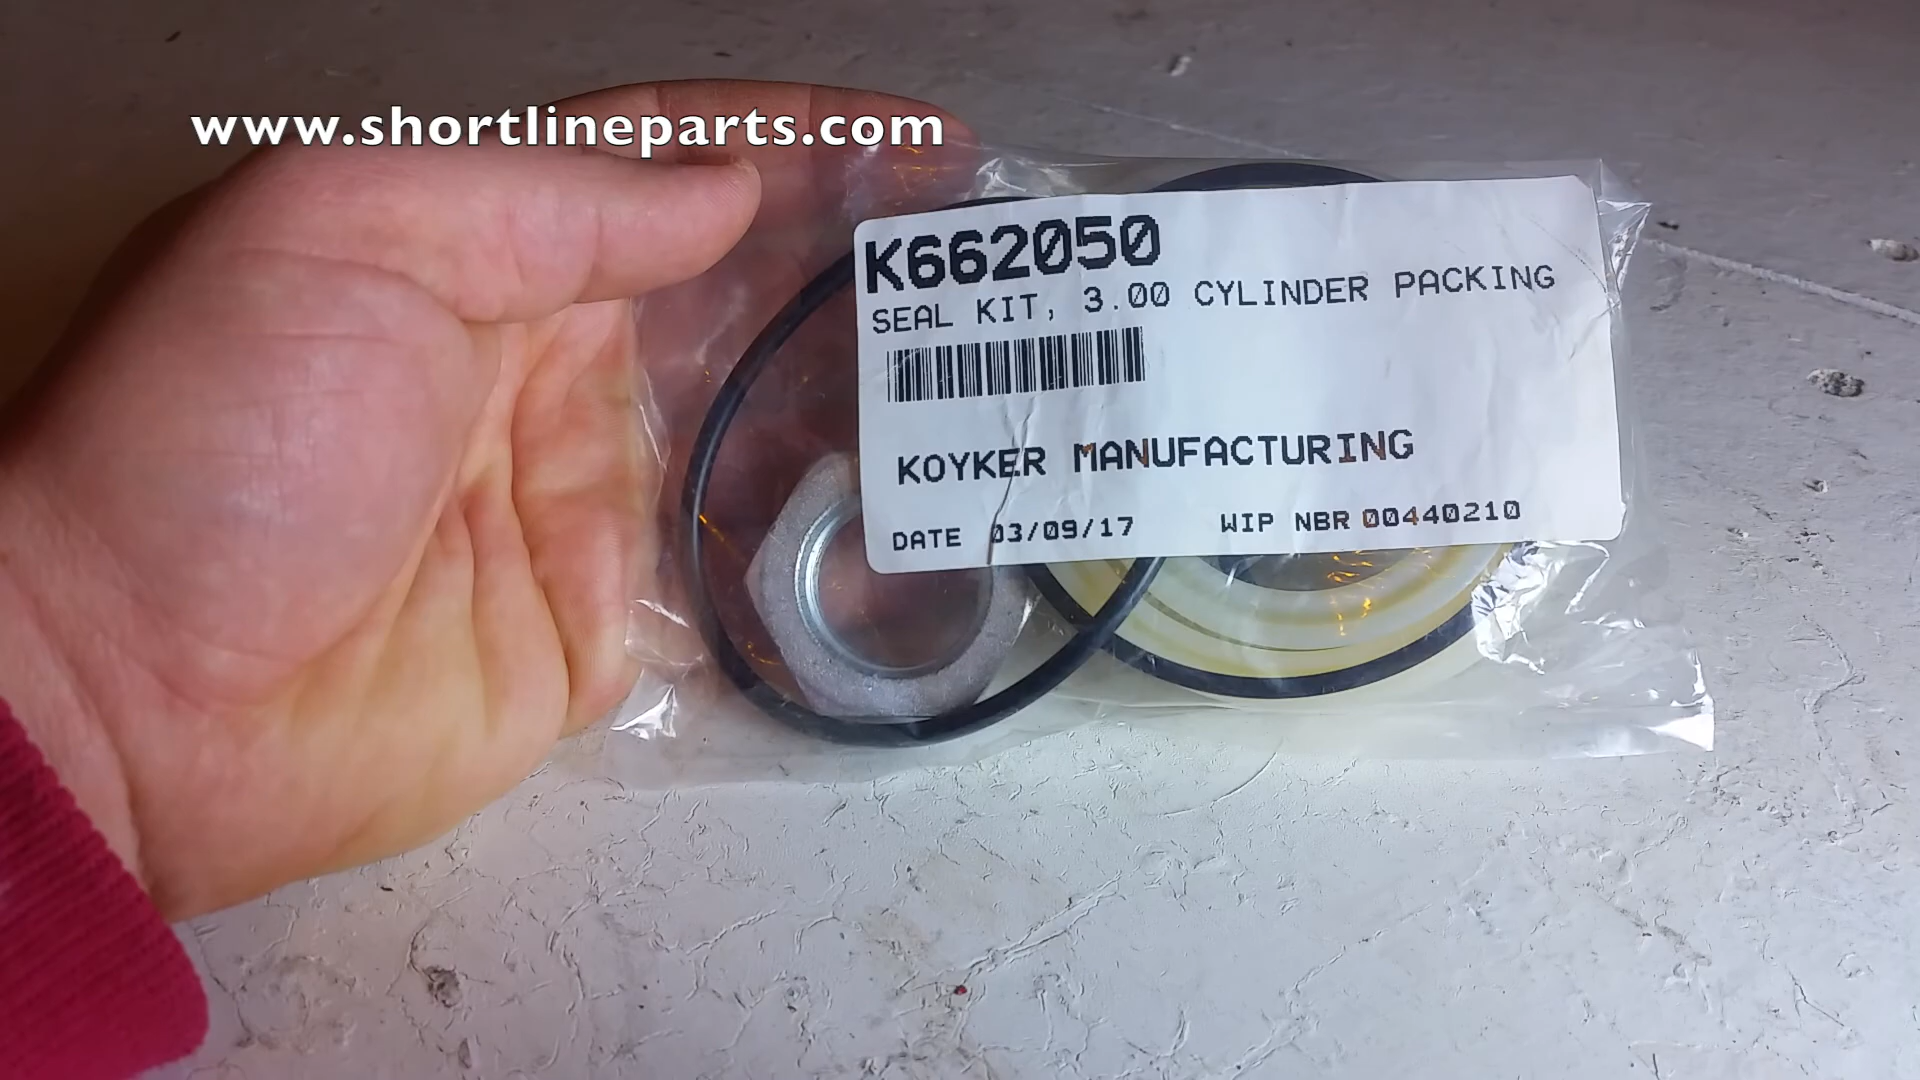 www.shortlineparts.com
K662050
SEAL KIT, 3.00 CYLINDER PACKING
KOYKER MANUFACTURING
DATE 03/09/17 WIP NBR 00440210